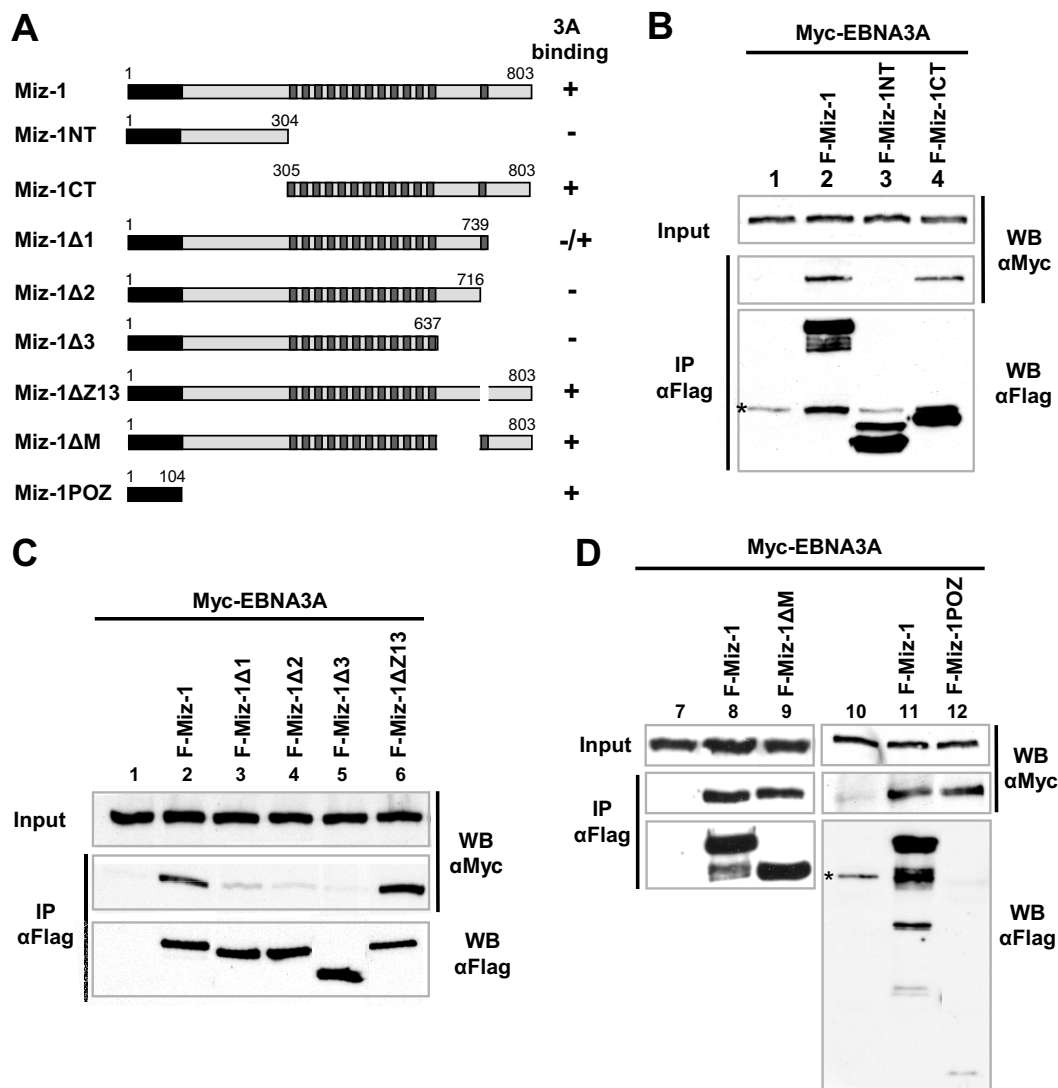 A
3A
binding
Miz-1 1 803 +
Miz-1NT 1 304 -
Miz-1CT 305 803 +
Miz-1Δ1 1 739 -/+
Miz-1Δ2 1 716 -
Miz-1Δ3 1 637 -
Miz-1ΔZ13 1 803 +
Miz-1ΔM 1 803 +
Miz-1POZ 1 104 +
B
Myc-EBNA3A
F-Miz-1
F-Miz-1NT
F-Miz-1CT
1 2 3 4
Input
WB
αMyc
IP
αFlag
WB
αFlag
*
C
Myc-EBNA3A
F-Miz-1
F-Miz-1Δ1
F-Miz-1Δ2
F-Miz-1Δ3
F-Miz-1ΔZ13
1 2 3 4 5 6
Input
WB
αMyc
IP
αFlag
WB
αFlag
D
Myc-EBNA3A
F-Miz-1
F-Miz-1ΔM
F-Miz-1
F-Miz-1POZ
7 8 9 10 11 12
Input
WB
αMyc
IP
αFlag
*
WB
αFlag